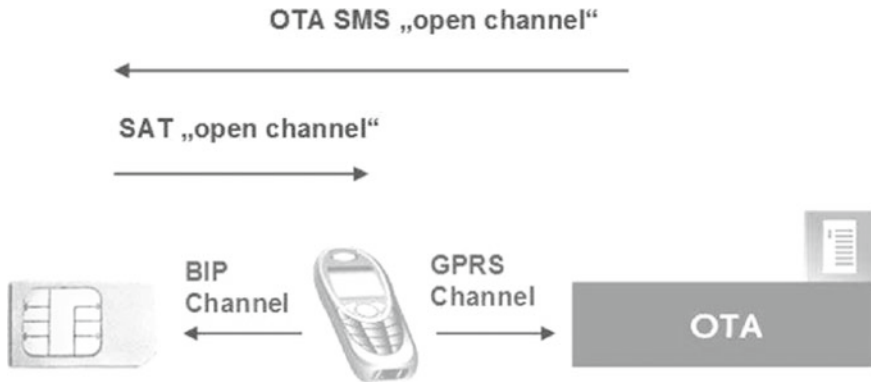 OTA SMS „open channel“
SAT „open channel“
BIP
Channel
GPRS
Channel
OTA